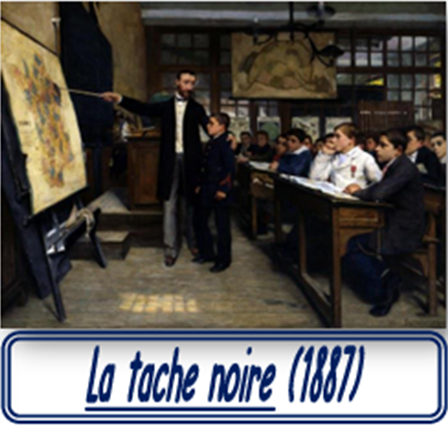 La tache noire (1887)